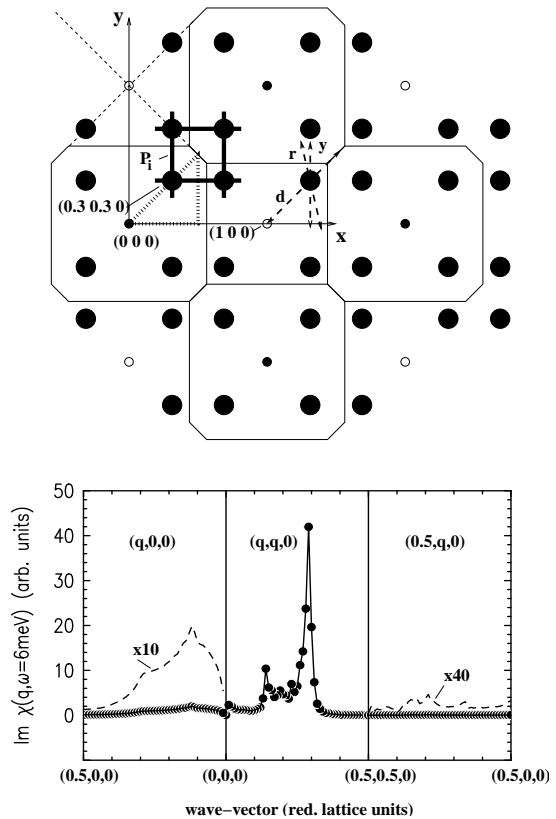 y
r
y
P_i
d
(0.3 0.3 0)
(1 0 0)
(0 0 0)
x
50
(q,0,0)
(q,q,0)
(0.5,q,0)
40
30
20
x10
10
x40
0
Im χ(q,ω=6meV) (arb. units)
(0.5,0,0)
(0,0,0)
(0.5,0.5,0)
(0.5,0,0)
wave−vector (red. lattice units)